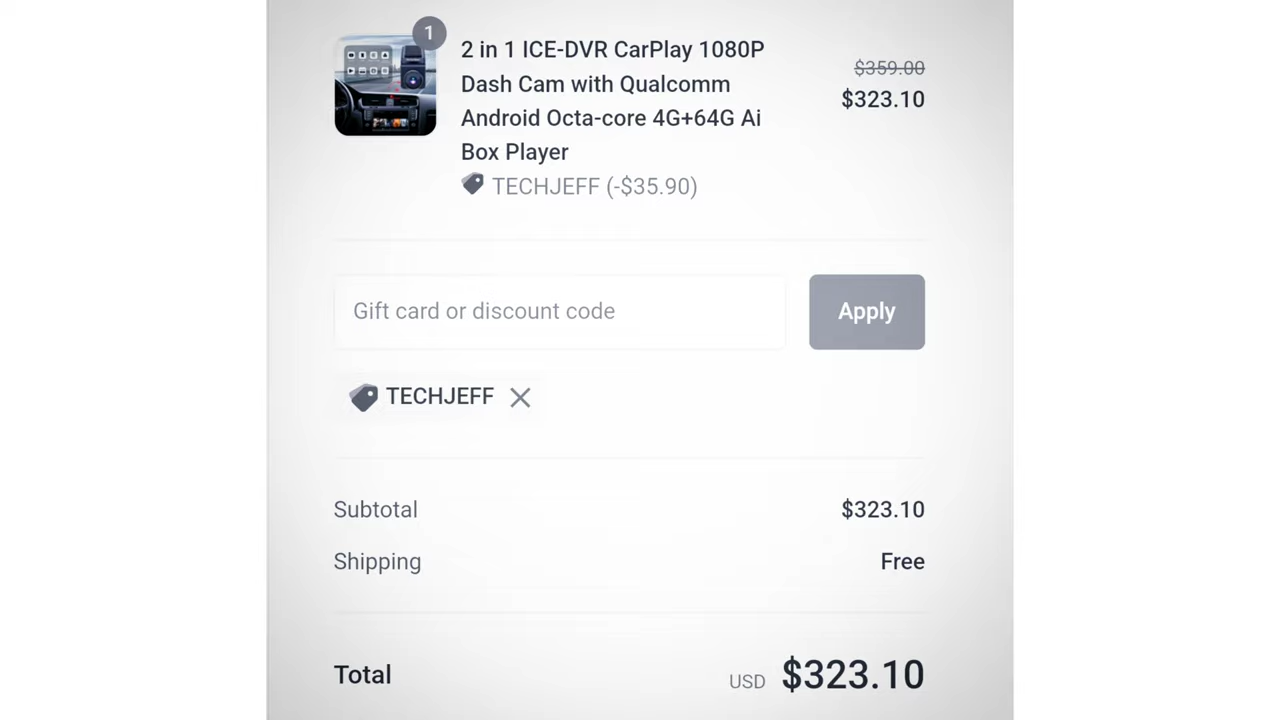 1
2 in 1 ICE-DVR CarPlay 1080P
Dash Cam with Qualcomm
Android Octa-core 4G+64G Ai
Box Player
$359.00
$323.10
TECHJEFF (-$35.90)
Gift card or discount code
Apply
TECHJEFF
Subtotal
$323.10
Shipping
Free
Total
USD $323.10